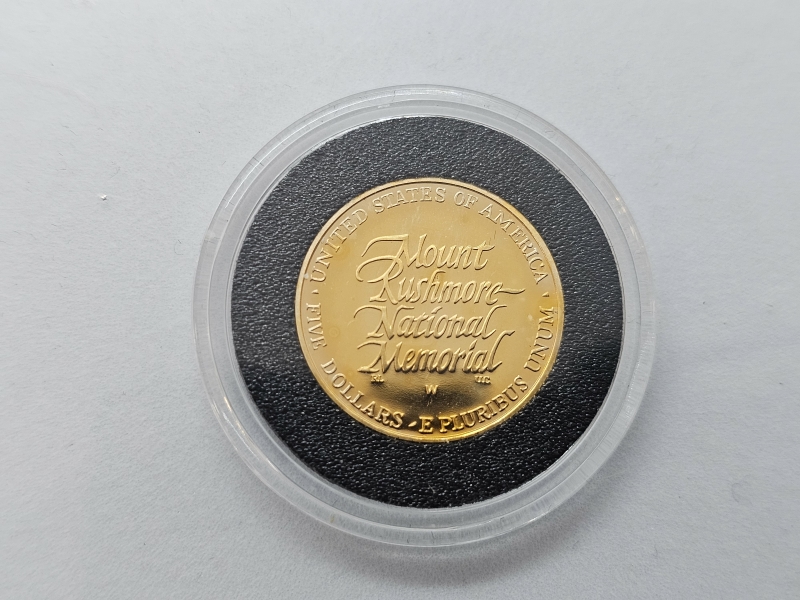 UNITED STATES OF AMERICA
Mount
Rushmore
National
Memorial
W
FIVE DOLLARS · E PLURIBUS UNUM